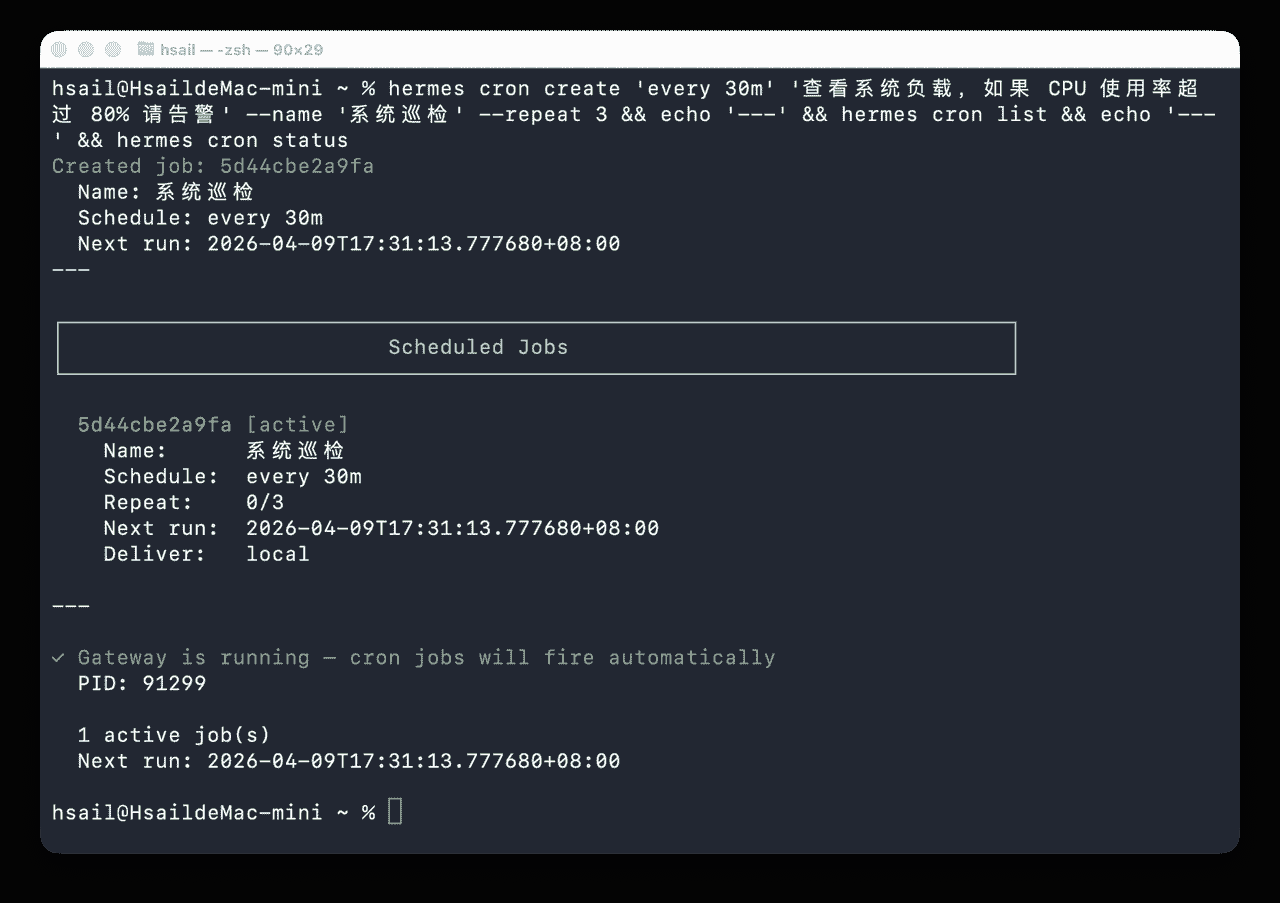 hsail — -zsh — 90×29
hsail@HsaildeMac-mini ~ % hermes cron create 'every 30m' '查看系统负载，如果 CPU 使用率超
过 80% 请告警' --name '系统巡检' --repeat 3 && echo '---' && hermes cron list && echo '---
' && hermes cron status
Created job: 5d44cbe2a9fa
  Name: 系统巡检
  Schedule: every 30m
  Next run: 2026-04-09T17:31:13.777680+08:00
---
Scheduled Jobs
  5d44cbe2a9fa [active]
    Name:      系统巡检
    Schedule:  every 30m
    Repeat:    0/3
    Next run:  2026-04-09T17:31:13.777680+08:00
    Deliver:   local
---
✓ Gateway is running — cron jobs will fire automatically
  PID: 91299
  1 active job(s)
  Next run: 2026-04-09T17:31:13.777680+08:00
hsail@HsaildeMac-mini ~ %